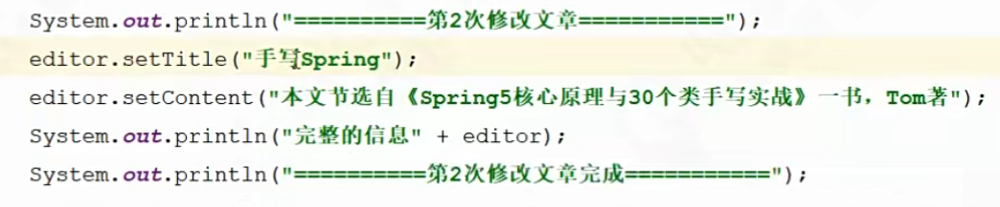 System.out.println("==========第2次修改文章===========");
editor.setTitle("手写Spring");
editor.setContent("本文节选自《Spring5核心原理与30个类手写实战》一书，Tom著");
System.out.println("完整的信息" + editor);
System.out.println("==========第2次修改文章完成===========");